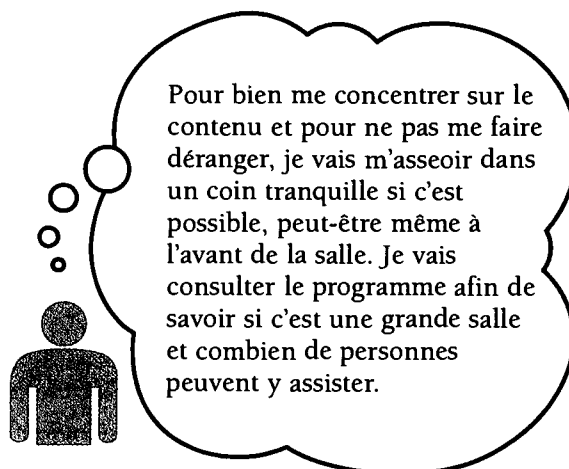 Pour bien me concentrer sur le
contenu et pour ne pas me faire
déranger, je vais m'asseoir dans
un coin tranquille si c'est
possible, peut-être même à
l'avant de la salle. Je vais
consulter le programme afin de
savoir si c'est une grande salle
et combien de personnes
peuvent y assister.